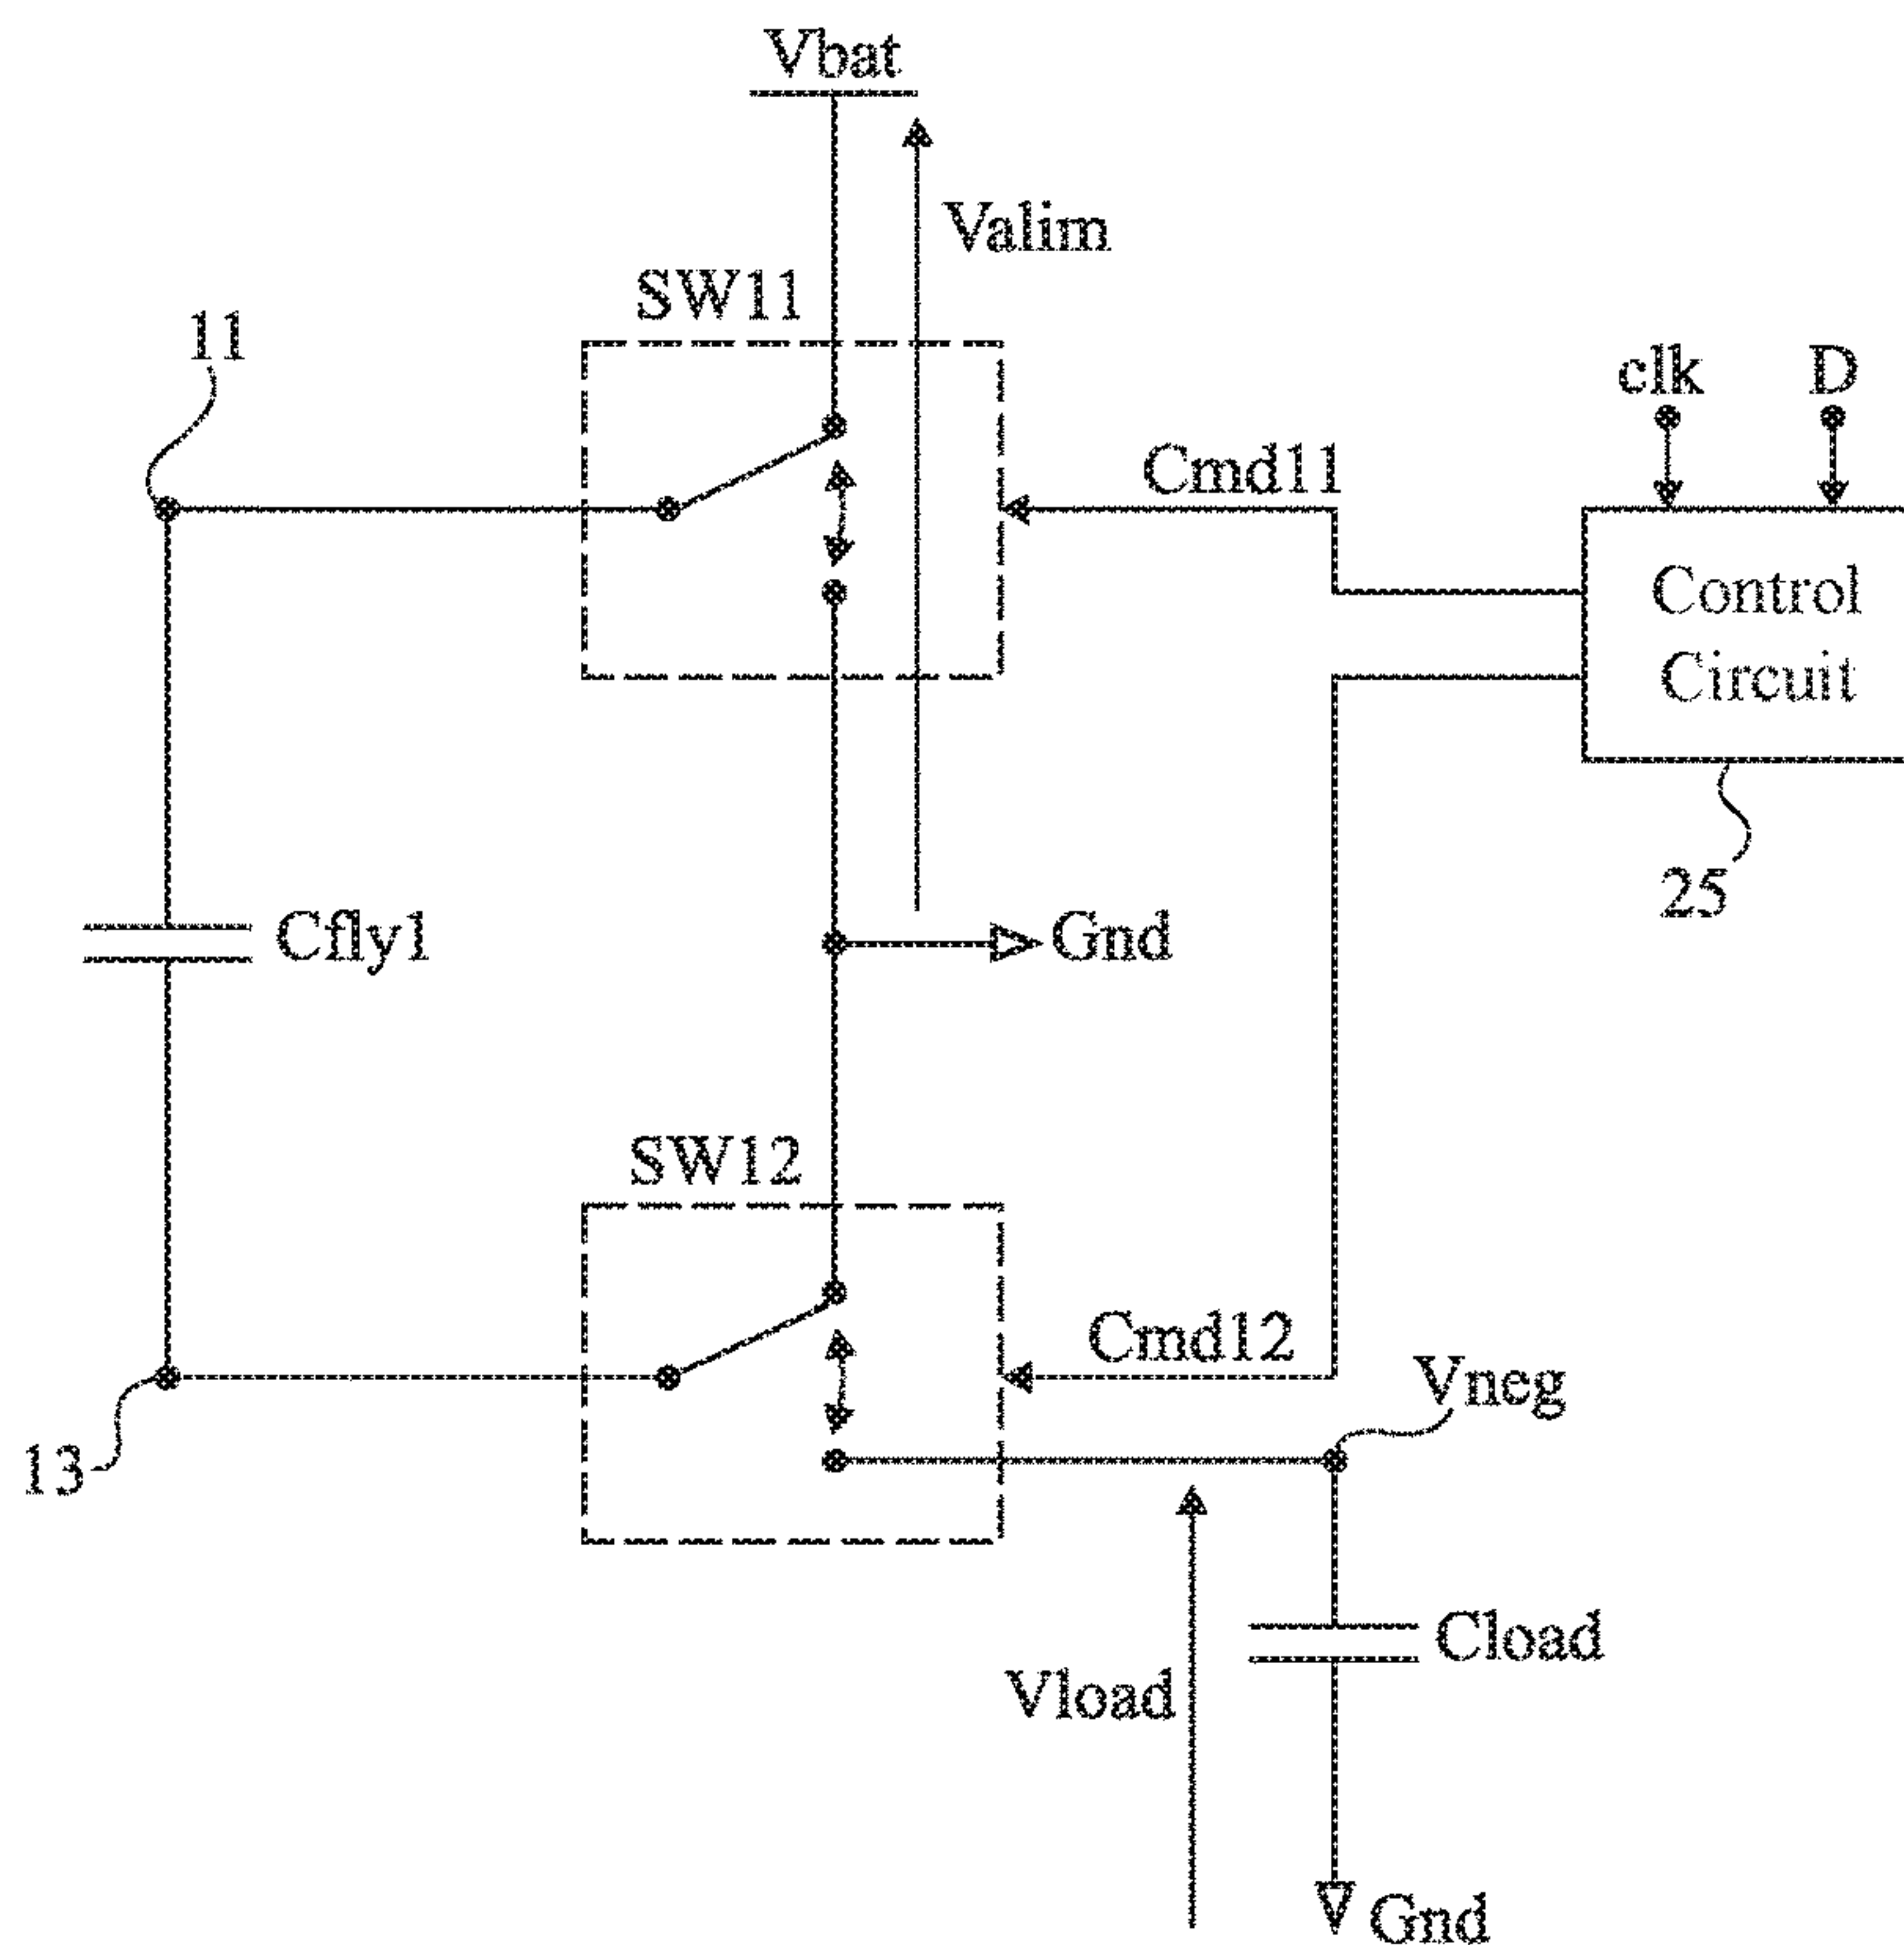 Vbat
Valim
SW11
11
clk
D
Cmd11
Control
Circuit
25
Cfly1
Gnd
SW12
Cmd12
Vneg
13
Cload
Vload
Gnd